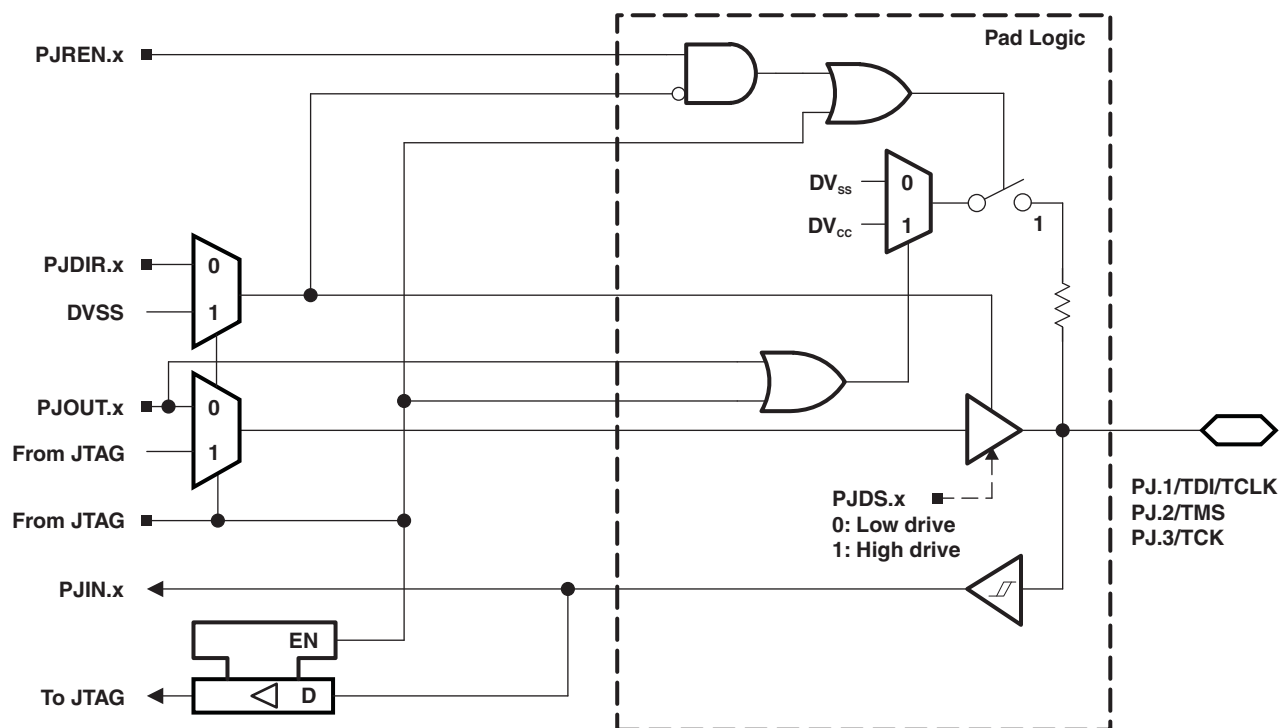 Pad Logic
PJREN.x
DVss
0
DVcc
1
1
PJDIR.x
0
DVSS
1
PJOUT.x
0
From JTAG
1
From JTAG
PJDS.x
0: Low drive
1: High drive
PJ.1/TDI/TCLK
PJ.2/TMS
PJ.3/TCK
PJIN.x
EN
To JTAG
D